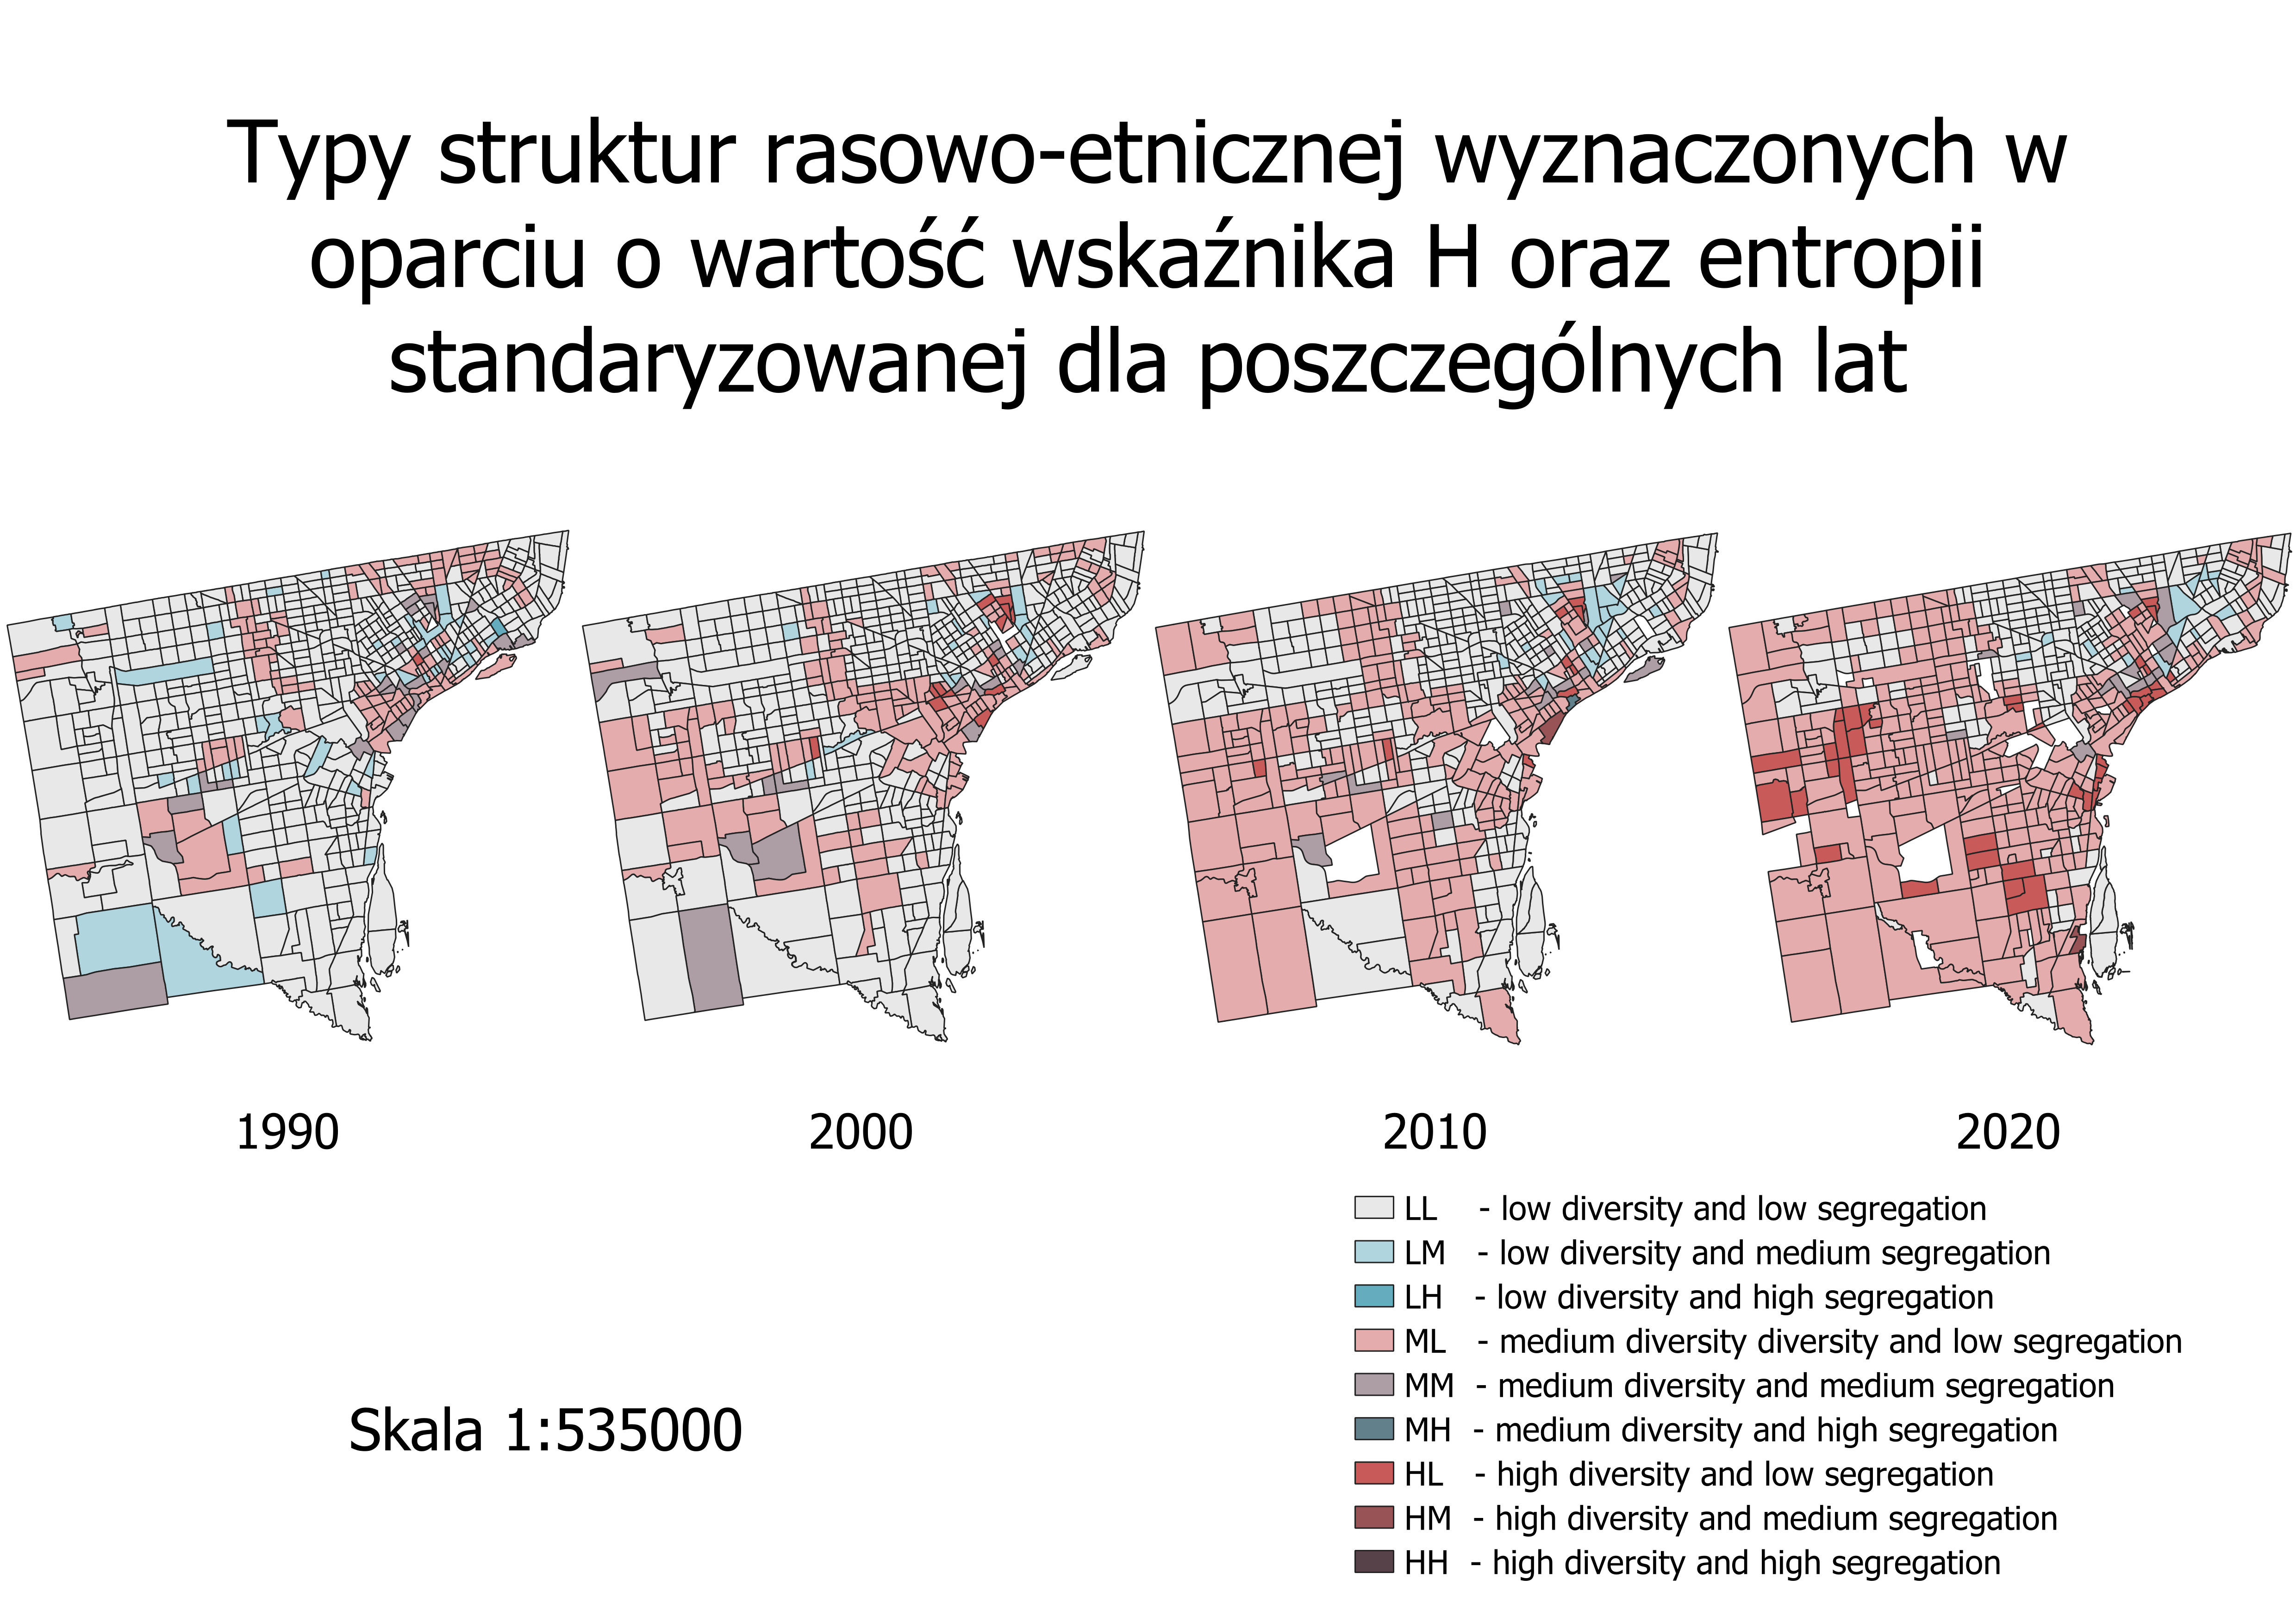 Typy struktur rasowo-etnicznej wyznaczonych w
oparciu o wartość wskaźnika H oraz entropii
standaryzowanej dla poszczególnych lat
1990
2000
2010
2020
LL - low diversity and low segregation
LM - low diversity and medium segregation
LH - low diversity and high segregation
ML - medium diversity diversity and low segregation
MM - medium diversity and medium segregation
MH - medium diversity and high segregation
HL - high diversity and low segregation
HM - high diversity and medium segregation
HH - high diversity and high segregation
Skala 1:535000